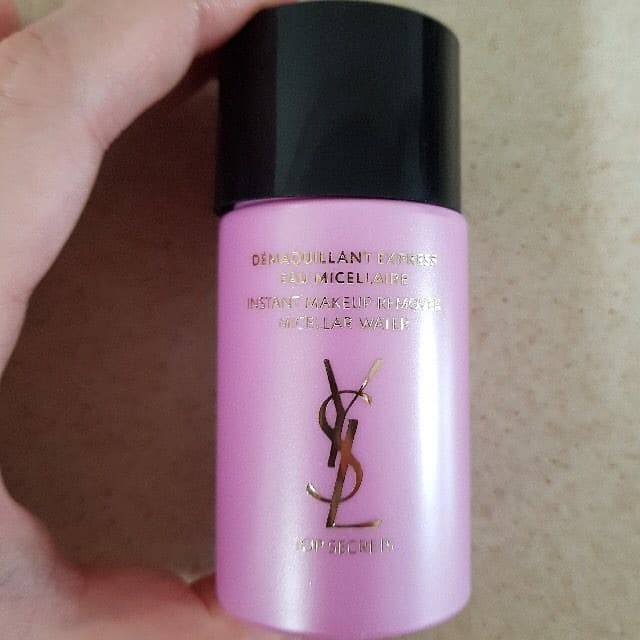 DÉMAQUILLANT EXPRESS
EAU MICELLAIRE
INSTANT MAKEUP REMOVER
MICELLAR WATER
YSL
TOP SECRETS